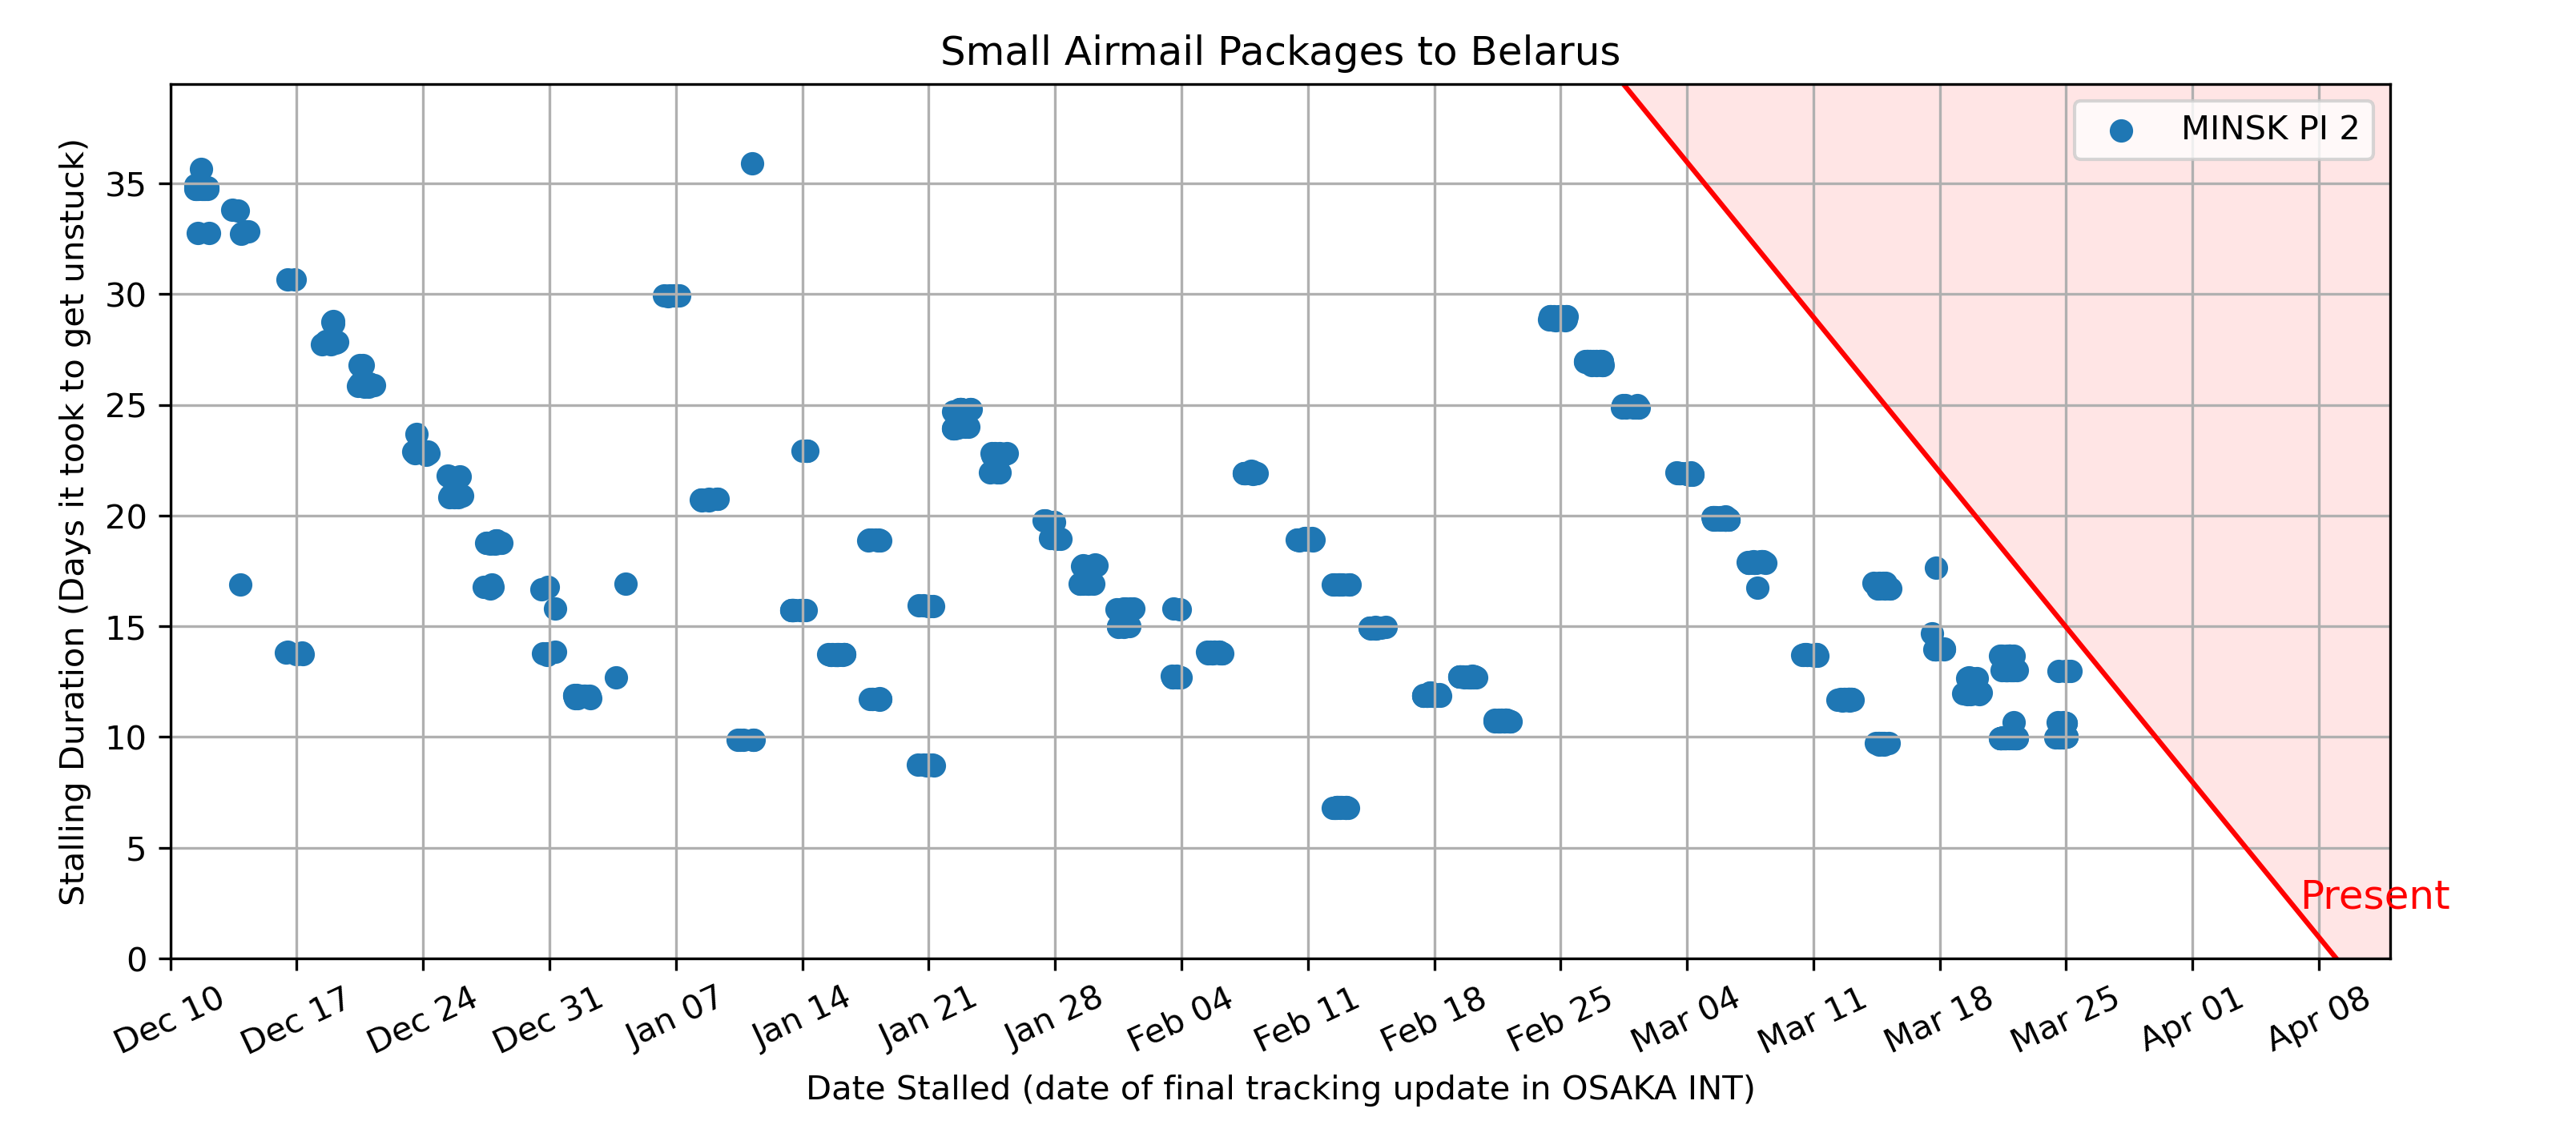 Small Airmail Packages to Belarus
MINSK PI 2
Stalling Duration (Days it took to get unstuck)
35
30
25
20
15
10
5
0
Present
Dec 10
Dec 17
Dec 24
Dec 31
Jan 07
Jan 14
Jan 21
Jan 28
Feb 04
Feb 11
Feb 18
Feb 25
Mar 04
Mar 11
Mar 18
Mar 25
Apr 01
Apr 08
Date Stalled (date of final tracking update in OSAKA INT)